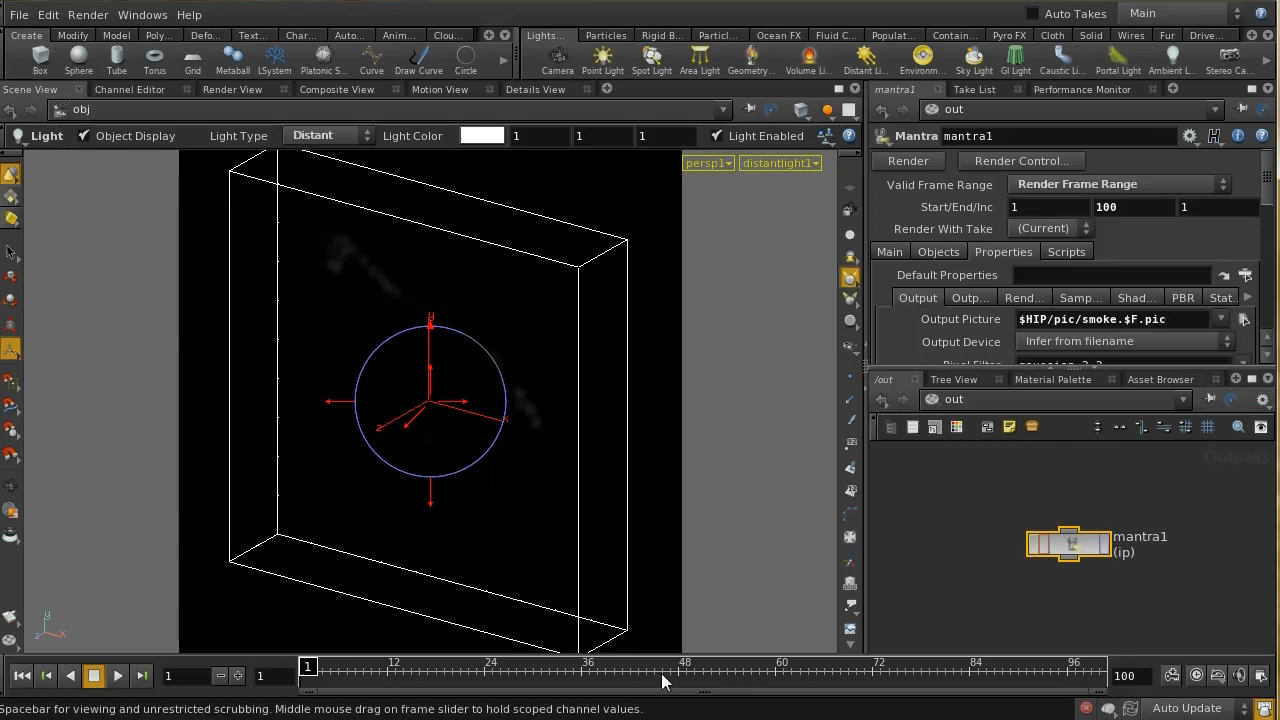 File Edit Render Windows Help
Auto Takes Main
Create Modify Model Poly... Defo... Text... Char... Auto... Anim... Clou...
Lights... Particles Rigid B... Particl... Ocean FX Fluid C... Populat... Contain... Pyro FX Cloth Solid Wires Fur Drive...
Box Sphere Tube Torus Grid Metaball LSystem Platonic S... Curve Draw Curve Circle
Camera Point Light Spot Light Area Light Geometry... Volume Li... Distant Li... Environm... Sky Light GI Light Caustic Li... Portal Light Ambient L... Stereo Ca...
Scene View Channel Editor Render View Composite View Motion View Details View
mantra1 Take List Performance Monitor
obj
out
Light Object Display Light Type Distant Light Color 1 1 1 Light Enabled
Mantra mantra1
persp1 distantlight1
Render Render Control...
Valid Frame Range Render Frame Range
Start/End/Inc 1 100 1
Render With Take (Current)
Main Objects Properties Scripts
Default Properties
Output Outp... Rend... Samp... Shad... PBR Stat..
Output Picture $HIP/pic/smoke.$F.pic
Output Device Infer from filename
/out Tree View Material Palette Asset Browser
out
Outputs
mantra1
(ip)
y
x
z
y
z x
1 1 1 12 24 36 48 60 72 84 96 100
Spacebar for viewing and unrestricted scrubbing. Middle mouse drag on frame slider to hold scoped channel values.
Auto Update